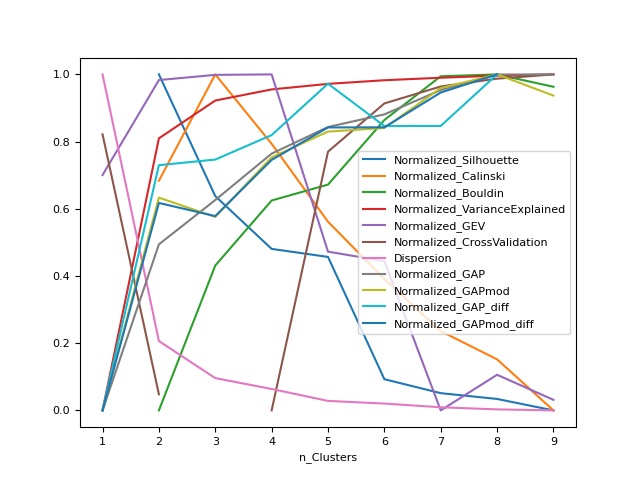 1.0
0.8
0.6
0.4
0.2
0.0
Normalized_Silhouette
Normalized_Calinski
Normalized_Bouldin
Normalized_VarianceExplained
Normalized_GEV
Normalized_CrossValidation
Dispersion
Normalized_GAP
Normalized_GAPmod
Normalized_GAP_diff
Normalized_GAPmod_diff
1 2 3 4 5 6 7 8 9
n_Clusters